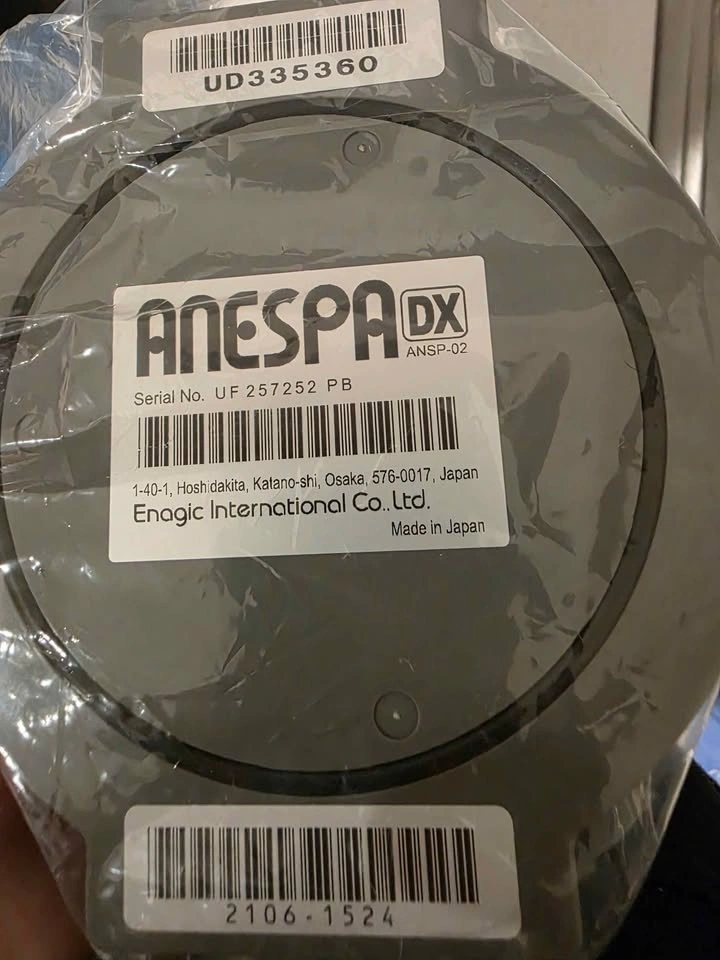 UD335360
ANESPA DX
ANSP-02
Serial No. UF 257252 PB
1-40-1, Hoshidakita, Katano-shi, Osaka, 576-0017, Japan
Enagic International Co., Ltd.
Made in Japan
2106-1524